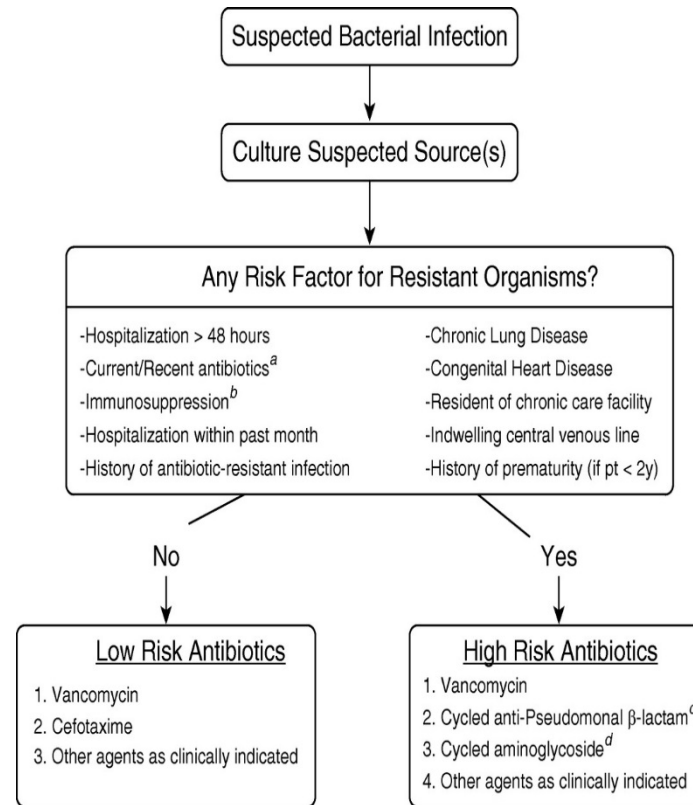 Suspected Bacterial Infection
Culture Suspected Source(s)
Any Risk Factor for Resistant Organisms?
-Hospitalization > 48 hours
-Current/Recent antibiotics^a
-Immunosuppression^b
-Hospitalization within past month
-History of antibiotic-resistant infection
-Chronic Lung Disease
-Congenital Heart Disease
-Resident of chronic care facility
-Indwelling central venous line
-History of prematurity (if pt < 2y)
No
Yes
Low Risk Antibiotics
1. Vancomycin
2. Cefotaxime
3. Other agents as clinically indicated
High Risk Antibiotics
1. Vancomycin
2. Cycled anti-Pseudomonal β-lactam^c
3. Cycled aminoglycoside^d
4. Other agents as clinically indicated